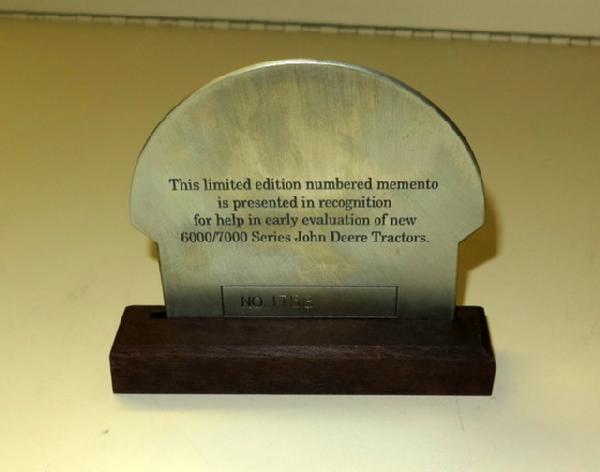 This limited edition numbered memento
is presented in recognition
for help in early evaluation of new
6000/7000 Series John Deere Tractors.
NO.